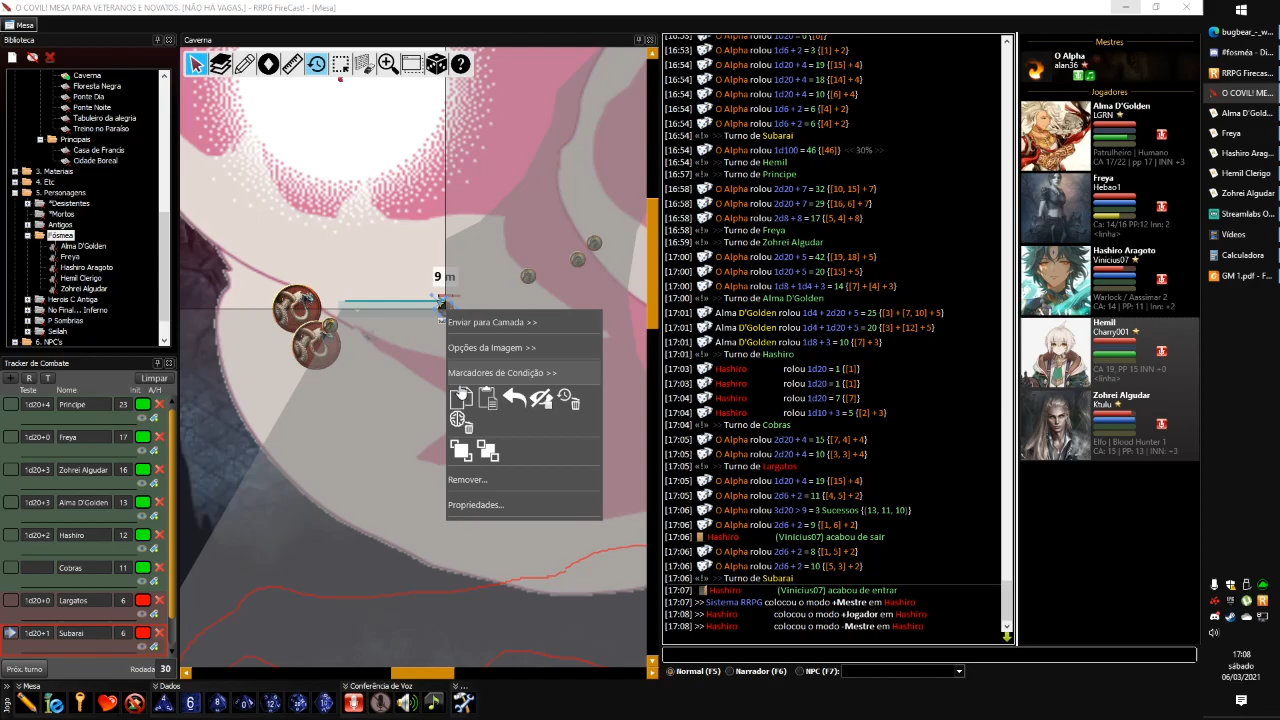 O COVIL! MESA PARA VETERANOS E NOVATOS. [NÃO HÁ VAGAS.] - RRPG FireCast! - [Mesa]
Mesa
Biblioteca
Caverna
Floresta Negra
Ponte Dia
Ponte Noite
Tabuleiro da alegria
Treino no Paraíso
Principais
Casa de Francis
Cidade Boreal
3. Materiais
4. Etc
5. Personagens
*Desistentes
*Mortos
Antigos
Fósmea
Alma D'Golden
Freya
Hashiro Aragoto
Hemil Clerigo
Zohrei Algudar
Herois C Antiga
No Final... Inferno
P Sombrias
Selah
6. NPC's
Tracker de Combate
R
T
Limpar
Teste
Nome
Init.
A/H
1d20+4 Principe 23
1d20+0 Freya 17
1d20+3 Zohrei Algudar 16
1d20+3 Alma D'Golden 13
1d20+2 Hashiro 12
Cobras 11
1d20+0 Largatos 6
1d20+1 Subarai 6
Próx. turno
Rodada: 30
Jogo
Mesa
Dados
Conferência de Voz
...
Caverna
9 m
Enviar para Camada >>
Opções da Imagem >>
Marcadores de Condição >>
Remover...
Propriedades...
[16:53] O Alpha rolou 1d6 + 2 = 3 {[1] + 2}
[16:54] O Alpha rolou 1d20 + 4 = 19 {[15] + 4}
[16:54] O Alpha rolou 1d20 + 4 = 18 {[14] + 4}
[16:54] O Alpha rolou 1d20 + 4 = 10 {[6] + 4}
[16:54] O Alpha rolou 1d6 + 2 = 6 {[4] + 2}
[16:54] O Alpha rolou 1d6 + 2 = 6 {[4] + 2}
[16:54] «!» >> Turno de Subarai
[16:54] O Alpha rolou 1d100 = 46 {[46]} << 30% >>
[16:54] «!» >> Turno de Hemil
[16:57] «!» >> Turno de Principe
[16:58] O Alpha rolou 2d20 + 7 = 32 {[10, 15] + 7}
[16:58] O Alpha rolou 2d20 + 7 = 29 {[16, 6] + 7}
[16:58] O Alpha rolou 2d8 + 8 = 17 {[5, 4] + 8}
[16:58] «!» >> Turno de Freya
[16:59] «!» >> Turno de Zohrei Algudar
[17:00] O Alpha rolou 2d20 + 5 = 42 {[19, 18] + 5}
[17:00] O Alpha rolou 1d20 + 5 = 20 {[15] + 5}
[17:00] O Alpha rolou 1d8 + 1d4 + 3 = 14 {[7] + [4] + 3}
[17:00] «!» >> Turno de Alma D'Golden
[17:01] Alma D'Golden rolou 1d4 + 2d20 + 5 = 25 {[3] + [7, 10] + 5}
[17:01] Alma D'Golden rolou 1d4 + 1d20 + 5 = 20 {[3] + [12] + 5}
[17:01] Alma D'Golden rolou 1d8 + 3 = 10 {[7] + 3}
[17:01] «!» >> Turno de Hashiro
[17:03] Hashiro rolou 1d20 = 1 {[1]}
[17:03] Hashiro rolou 1d20 = 1 {[1]}
[17:04] Hashiro rolou 1d20 = 7 {[7]}
[17:04] Hashiro rolou 1d10 + 3 = 5 {[2] + 3}
[17:04] «!» >> Turno de Cobras
[17:05] O Alpha rolou 2d20 + 4 = 15 {[7, 4] + 4}
[17:05] O Alpha rolou 2d20 + 4 = 10 {[3, 3] + 4}
[17:05] «!» >> Turno de Largatos
[17:05] O Alpha rolou 1d20 + 4 = 19 {[15] + 4}
[17:05] O Alpha rolou 2d6 + 2 = 11 {[4, 5] + 2}
[17:06] O Alpha rolou 3d20 > 9 = 3 Sucessos {[13, 11, 10]}
[17:06] O Alpha rolou 2d6 + 2 = 9 {[1, 6] + 2}
[17:06] Hashiro (Vinicius07) acabou de sair
[17:06] O Alpha rolou 2d6 + 2 = 8 {[1, 5] + 2}
[17:06] O Alpha rolou 2d6 + 2 = 10 {[5, 3] + 2}
[17:06] «!» >> Turno de Subarai
[17:07] Hashiro (Vinicius07) acabou de entrar
[17:07] >> Sistema RRPG colocou o modo +Mestre em Hashiro
[17:08] >> Hashiro colocou o modo +Jogador em Hashiro
[17:08] >> Hashiro colocou o modo -Mestre em Hashiro
Normal (F5)
Narrador (F6)
NPC (F7):
Mestres
O Alpha
alan36
Jogadores
Alma D'Golden
LGRN
Patrulheiro | Humano
CA 17/22 | pp 17 | INN +3
Freya
Hebao1
Ca: 14/16 PP:12 Inn: 2
<linha>
Hashiro Aragoto
Vinicius07
Warlock / Aassimar 2
CA: 14 | PP: 11 | Inn: +2
Hemil
Charry001
CA 19, PP 15 INN +0
<linha>
Zohrei Algudar
Ktulu
Elfo | Blood Hunter 1
CA: 15 | PP: 13 | INN: ~3
bugbear_-_w...
#fosméa - Di...
RRPG Firecas...
O COVIL! ME...
Alma D'Gold...
Freya
Hashiro Arag...
Hemil Clerigo
Zohrei Algudar
Streamlabs O...
Vídeos
Calculadora
GM 1.pdf - F...
17:08
sábado
06/03/2021